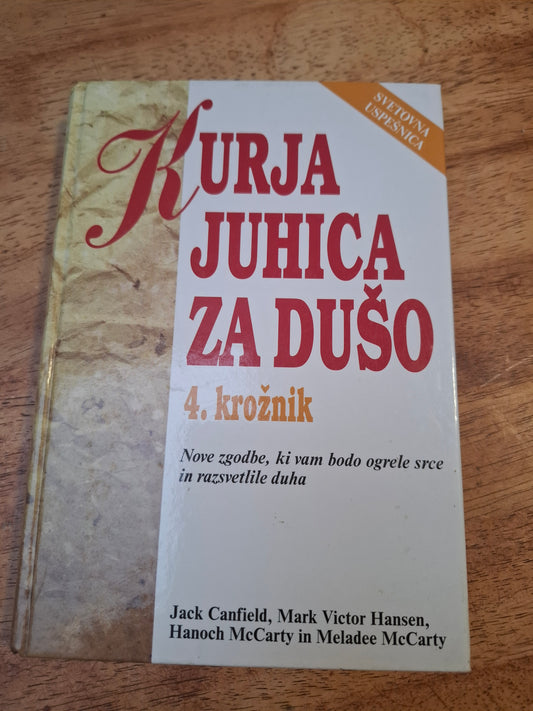 SVETOVNA
USPEŠNICA
KURJA
JUHICA
ZA DUŠO
4. krožnik
Nove zgodbe, ki vam bodo ogrele srce
in razsvetlile duha
Jack Canfield, Mark Victor Hansen,
Hanoch McCarty in Meladee McCarty